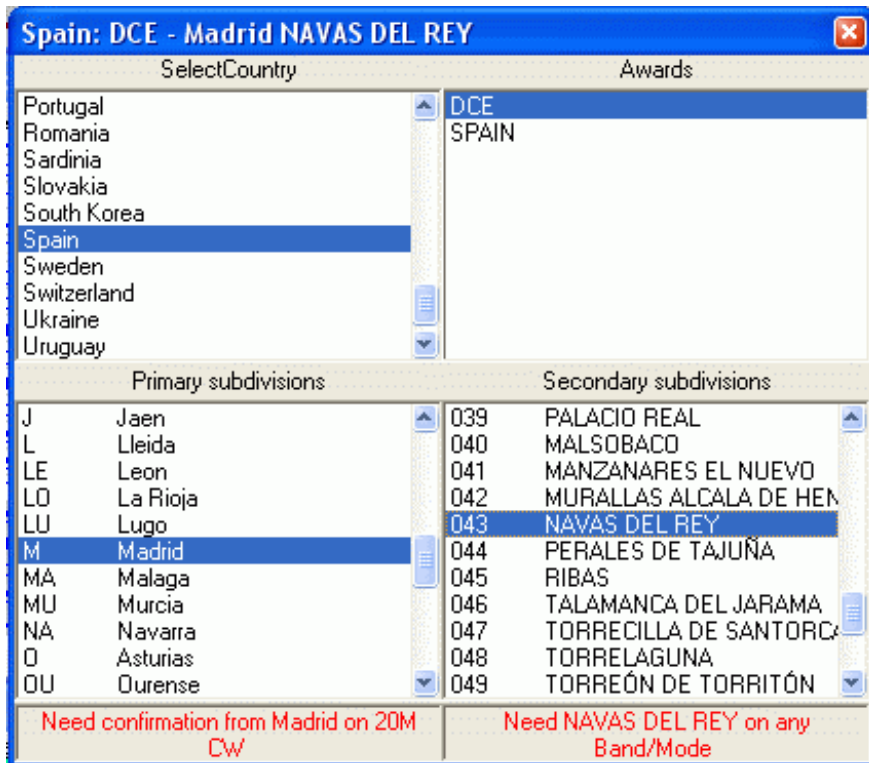 Spain: DCE - Madrid NAVAS DEL REY
SelectCountry
Awards
Portugal
Romania
Sardinia
Slovakia
South Korea
Spain
Sweden
Switzerland
Ukraine
Uruguay
DCE
SPAIN
Primary subdivisions
Secondary subdivisions
J Jaen
L Lleida
LE Leon
LO La Rioja
LU Lugo
M Madrid
MA Malaga
MU Murcia
NA Navarra
O Asturias
OU Ourense
039 PALACIO REAL
040 MALSOBACO
041 MANZANARES EL NUEVO
042 MURALLAS ALCALA DE HEN
043 NAVAS DEL REY
044 PERALES DE TAJUÑA
045 RIBAS
046 TALAMANCA DEL JARAMA
047 TORRECILLA DE SANTORCA
048 TORRELAGUNA
049 TORREÓN DE TORRITÓN
Need confirmation from Madrid on 20M
CW
Need NAVAS DEL REY on any
Band/Mode